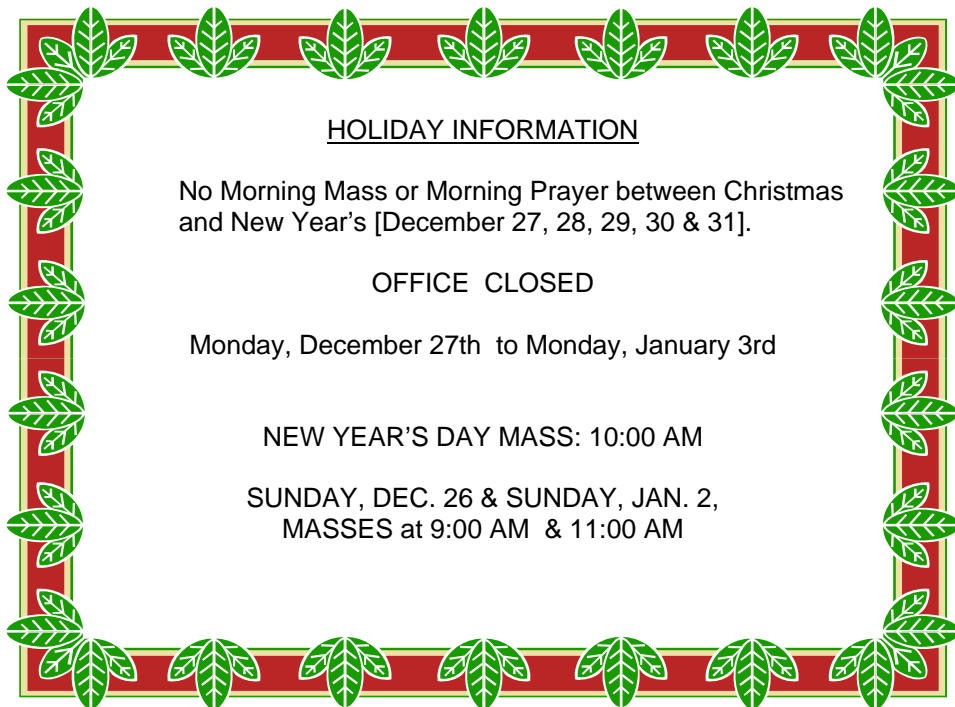 HOLIDAY INFORMATION
No Morning Mass or Morning Prayer between Christmas
and New Year’s [December 27, 28, 29, 30 & 31].
OFFICE  CLOSED
Monday, December 27th  to Monday, January 3rd
NEW YEAR’S DAY MASS: 10:00 AM
SUNDAY, DEC. 26 & SUNDAY, JAN. 2,
MASSES at 9:00 AM  & 11:00 AM